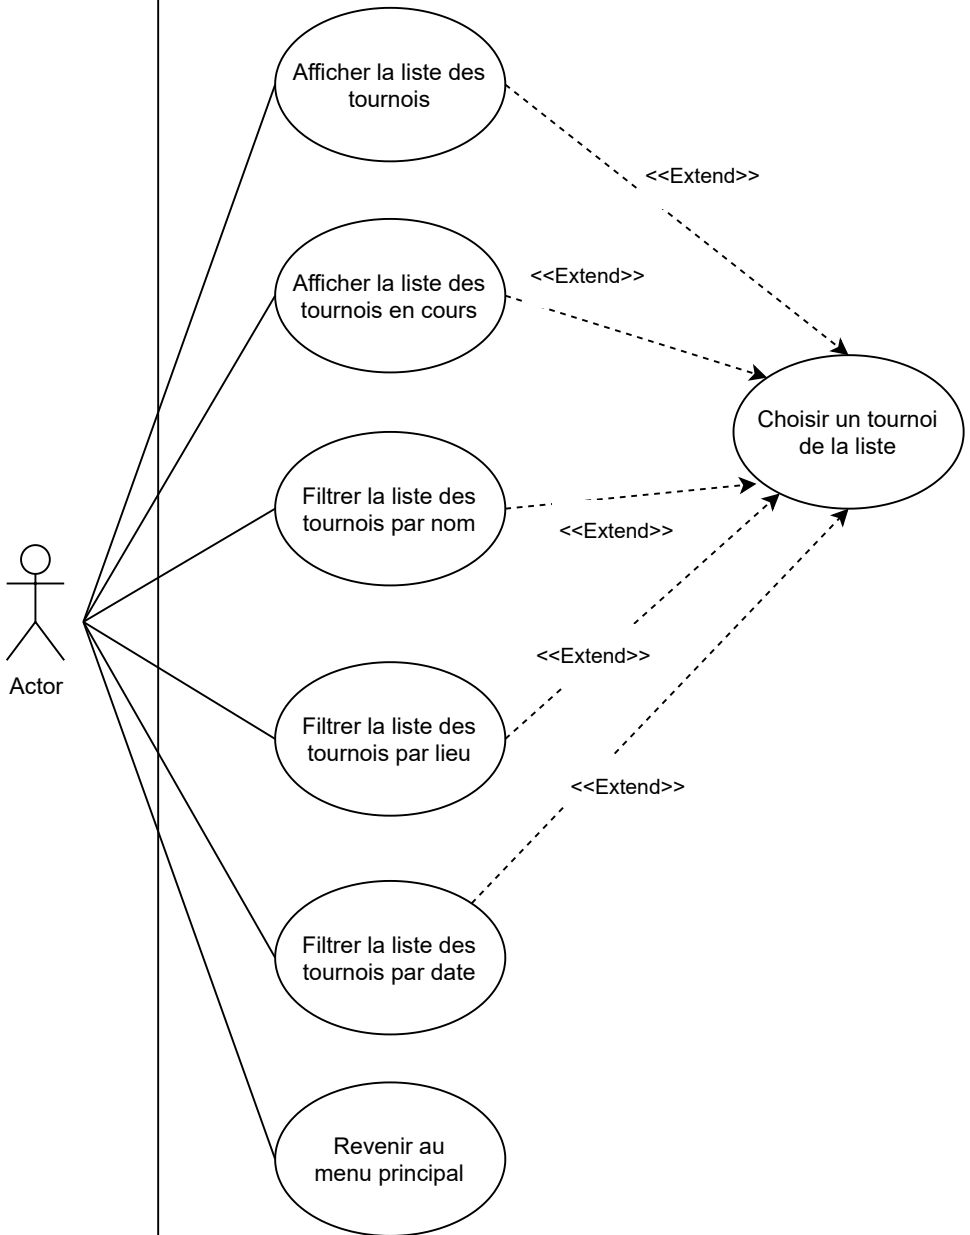 Afficher la liste des
tournois
<<Extend>>
Afficher la liste des
tournois en cours
<<Extend>>
Choisir un tournoi
de la liste
Filtrer la liste des
tournois par nom
<<Extend>>
Actor
Filtrer la liste des
tournois par lieu
<<Extend>>
<<Extend>>
Filtrer la liste des
tournois par date
Revenir au
menu principal